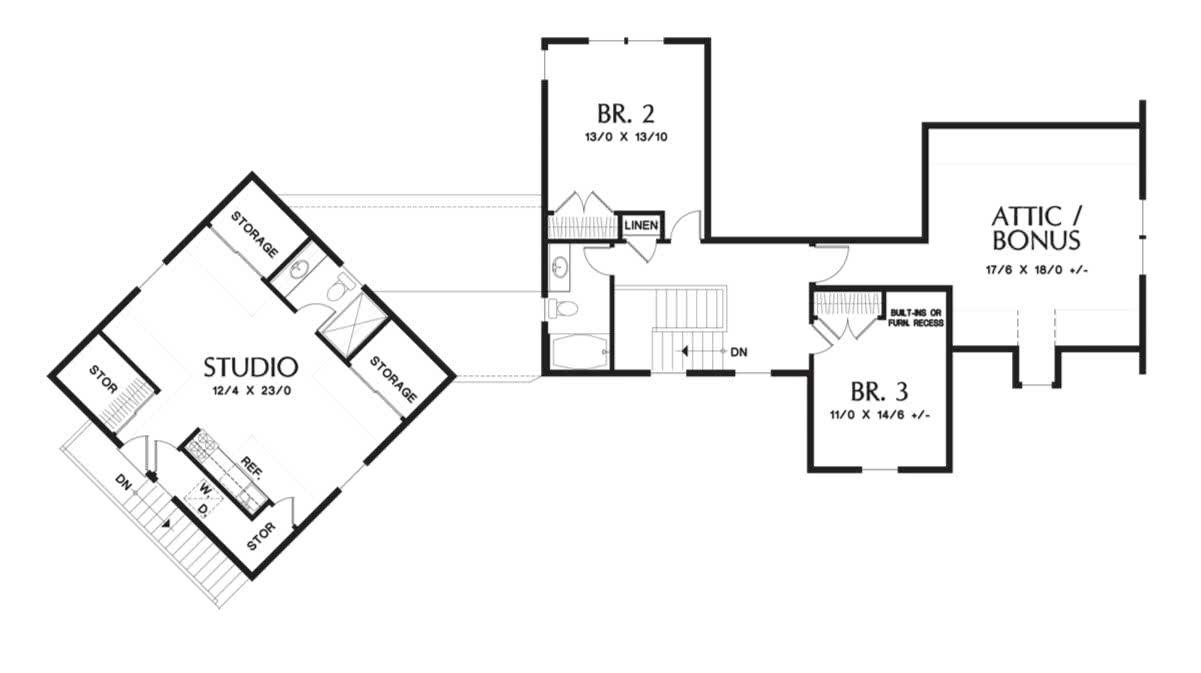 BR. 2
13/0 X 13/10
LINEN
ATTIC /
BONUS
17/6 X 18/0 +/-
BUILT-INS OR
FURN. RECESS
DN
BR. 3
11/0 X 14/6 +/-
STORAGE
STUDIO
12/4 X 23/0
STORAGE
STOR
REF.
W.
D.
DN
STOR